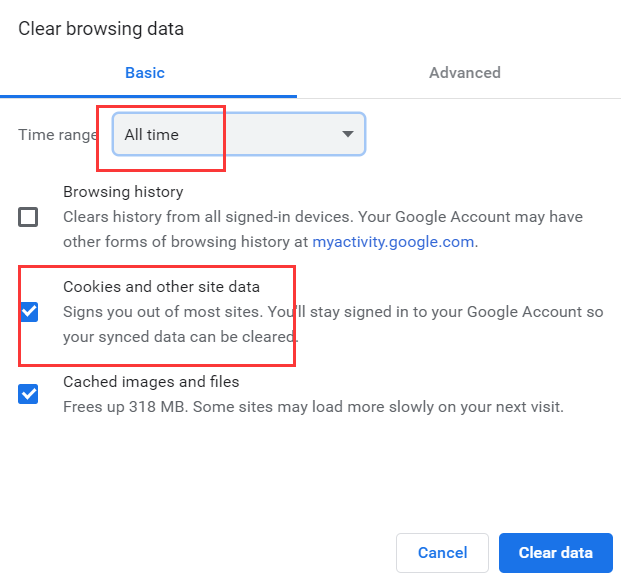 Clear browsing data
Basic
Advanced
Time range
All time
Browsing history
Clears history from all signed-in devices. Your Google Account may have
other forms of browsing history at myactivity.google.com.
Cookies and other site data
Signs you out of most sites. You'll stay signed in to your Google Account so
your synced data can be cleared.
Cached images and files
Frees up 318 MB. Some sites may load more slowly on your next visit.
Cancel
Clear data